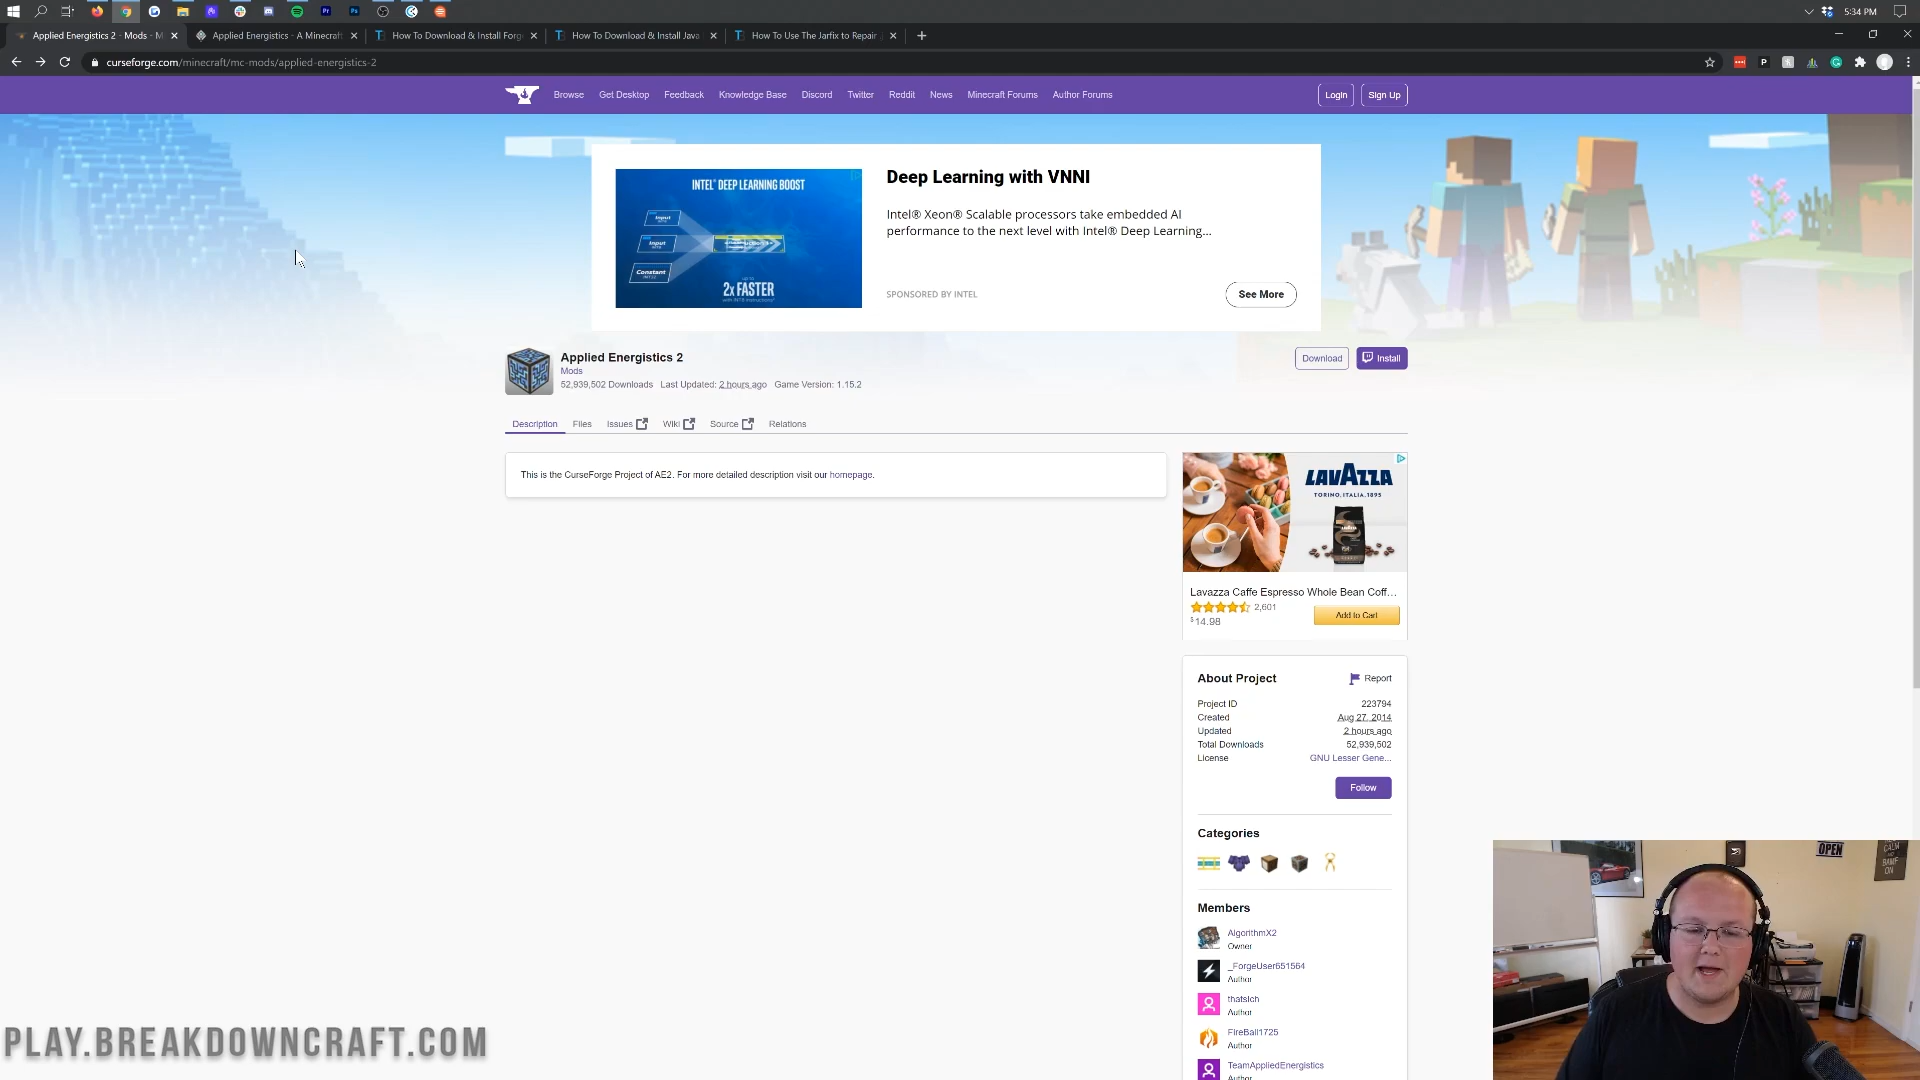 5:34 PM
Applied Energistics 2 - Mods - M
Applied Energistics - A Minecraft
How To Download & Install Forg
How To Download & Install Java
How To Use The Jarfix to Repair
curseforge.com/minecraft/mc-mods/applied-energistics-2
Browse Get Desktop Feedback Knowledge Base Discord Twitter Reddit News Minecraft Forums Author Forums Login Sign Up
INTEL® DEEP LEARNING BOOST
Input
Input
Constant
2X FASTER
Deep Learning with VNNI
Intel® Xeon® Scalable processors take embedded AI
performance to the next level with Intel® Deep Learning...
SPONSORED BY INTEL
See More
Applied Energistics 2
Mods
52,939,502 Downloads Last Updated: 2 hours ago Game Version: 1.15.2
Download Install
Description Files Issues Wiki Source Relations
This is the CurseForge Project of AE2. For more detailed description visit our homepage.
LAVAZZA
TORINO, ITALIA, 1895
Lavazza Caffe Espresso Whole Bean Coff...
2,601
$14.98
Add to Cart
About Project Report
Project ID 223794
Created Aug 27, 2014
Updated 2 hours ago
Total Downloads 52,939,502
License GNU Lesser Gene...
Follow
Categories
Members
AlgorithmX2
Owner
_ForgeUser651564
Author
thatsIch
Author
FireBall1725
Author
TeamAppliedEnergistics
Author
OPEN
PLAY.BREAKDOWNCRAFT.COM